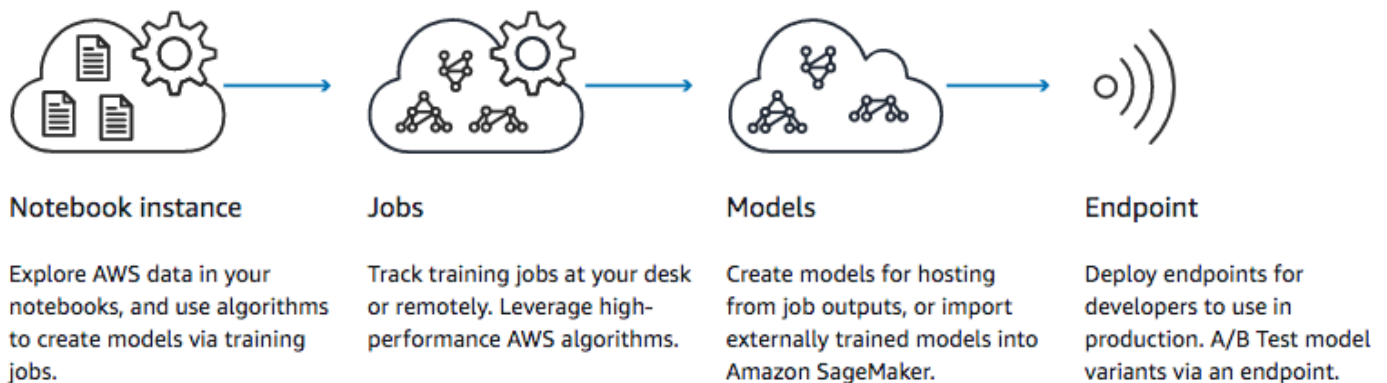 Notebook instance
Explore AWS data in your
notebooks, and use algorithms
to create models via training
jobs.
Jobs
Track training jobs at your desk
or remotely. Leverage high-
performance AWS algorithms.
Models
Create models for hosting
from job outputs, or import
externally trained models into
Amazon SageMaker.
Endpoint
Deploy endpoints for
developers to use in
production. A/B Test model
variants via an endpoint.